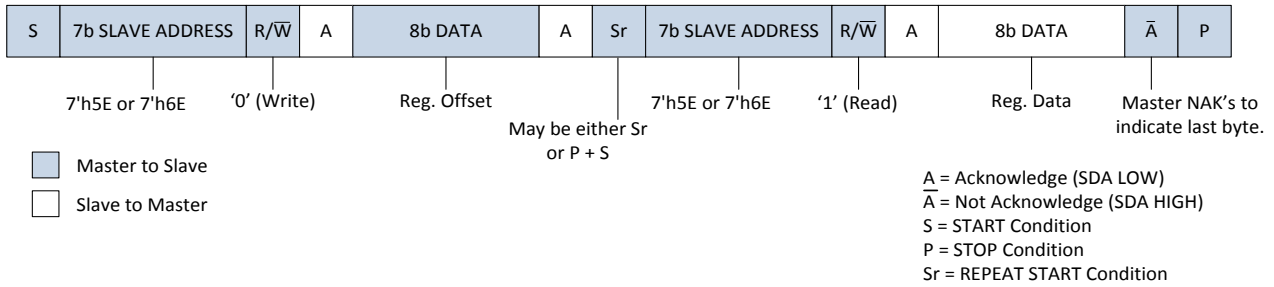 S 7b SLAVE ADDRESS R/W̅ A 8b DATA A Sr 7b SLAVE ADDRESS R/W̅ A 8b DATA A̅ P
7'h5E or 7'h6E ‘0’ (Write) Reg. Offset 7'h5E or 7'h6E ‘1’ (Read) Reg. Data Master NAK's to
indicate last byte.
May be either Sr
or P + S
Master to Slave
Slave to Master
A = Acknowledge (SDA LOW)
A̅ = Not Acknowledge (SDA HIGH)
S = START Condition
P = STOP Condition
Sr = REPEAT START Condition